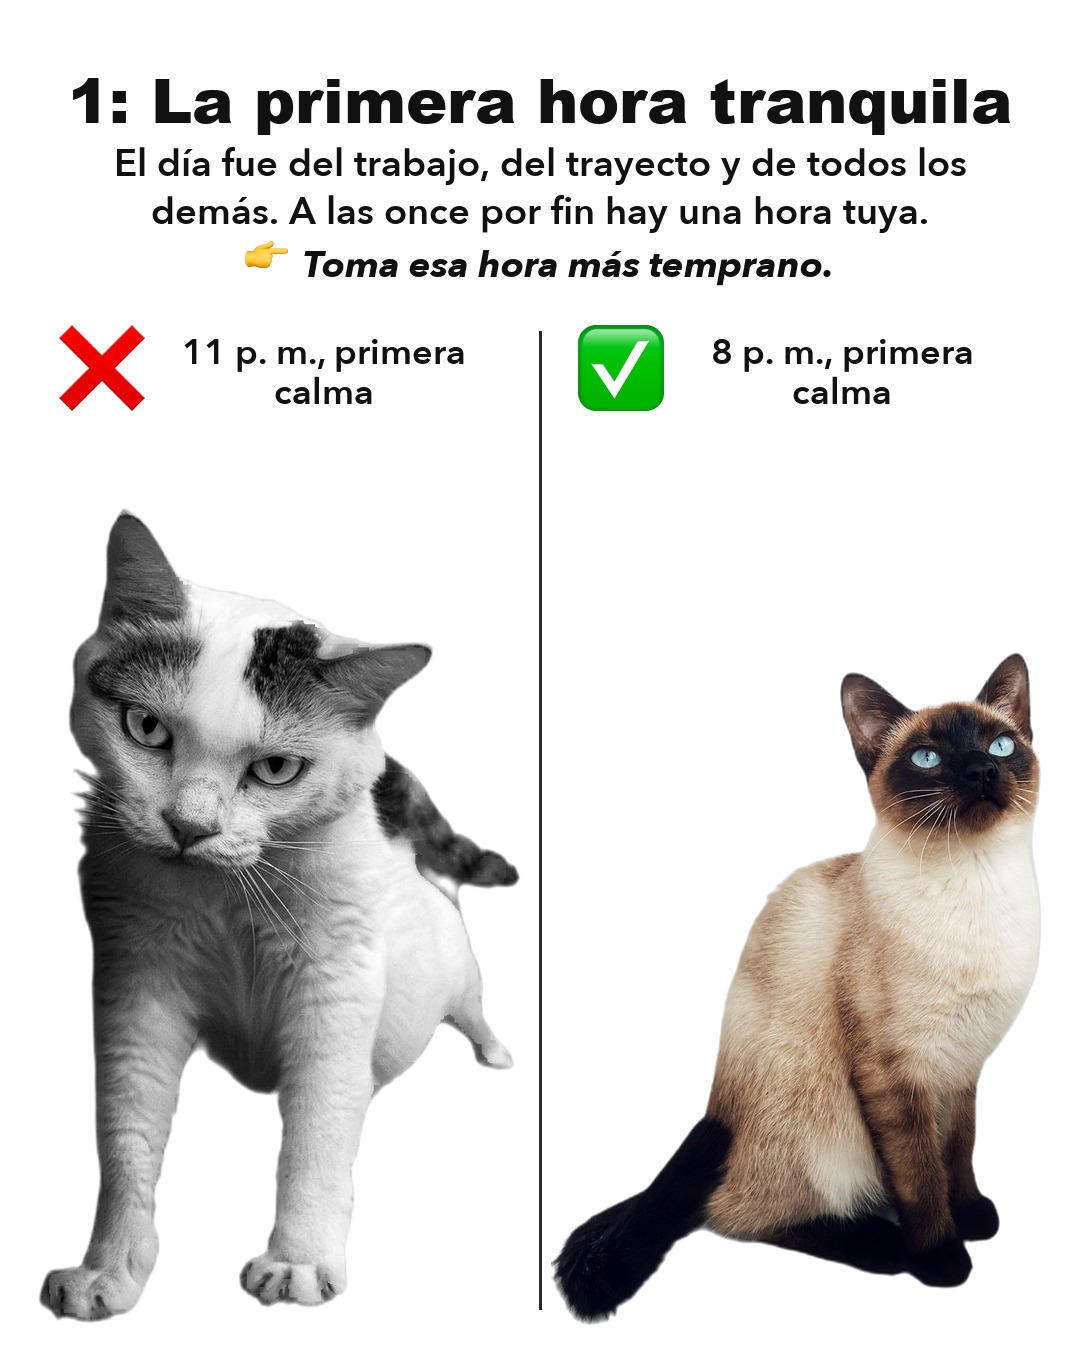 1: La primera hora tranquila
El día fue del trabajo, del trayecto y de todos los
demás. A las once por fin hay una hora tuya.
👉 Toma esa hora más temprano.
❌ 11 p. m., primera
calma
✅ 8 p. m., primera
calma